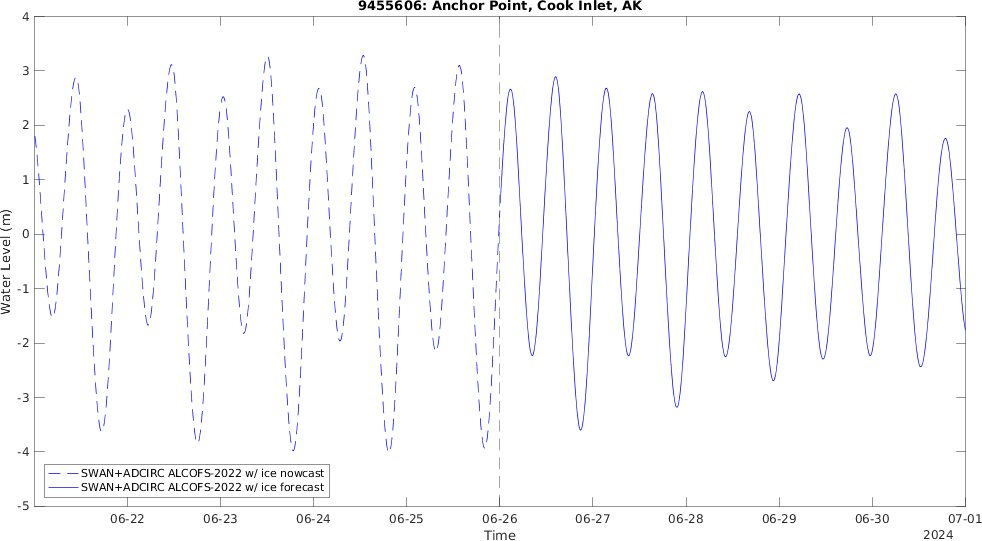 9455606: Anchor Point, Cook Inlet, AK
4
3
2
1
0
-1
-2
-3
-4
-5
Water Level (m)
SWAN+ADCIRC ALCOFS-2022 w/ ice nowcast
SWAN+ADCIRC ALCOFS-2022 w/ ice forecast
06-22 06-23 06-24 06-25 06-26 06-27 06-28 06-29 06-30 07-01
Time
2024